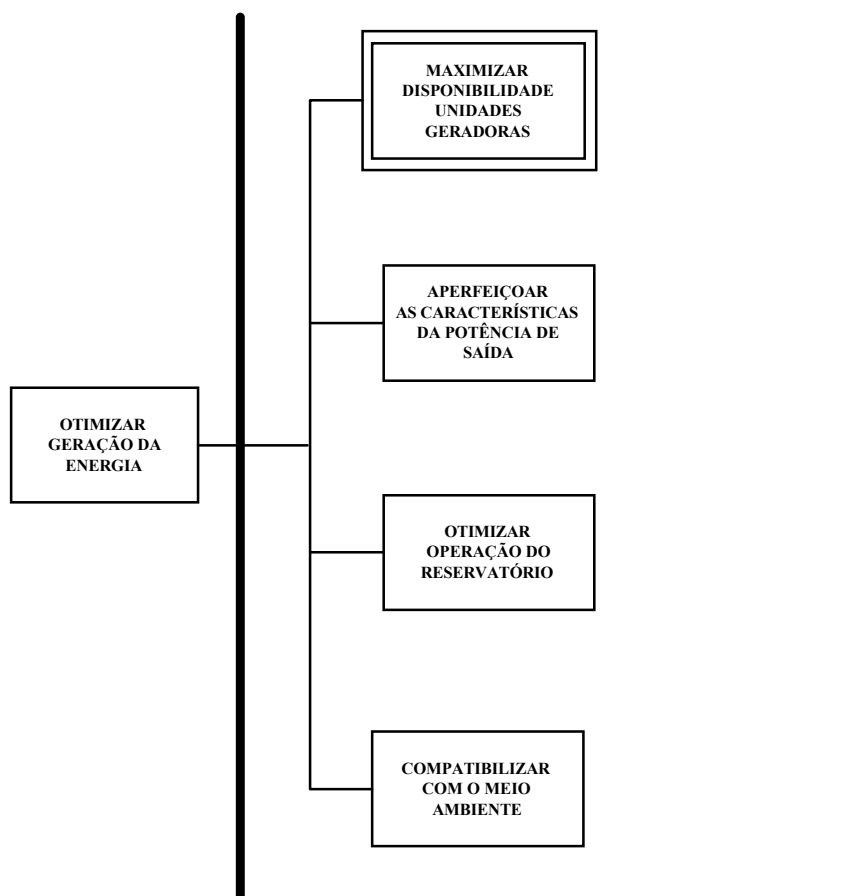 MAXIMIZAR
DISPONIBILIDADE
UNIDADES
GERADORAS
APERFEIÇOAR
AS CARACTERÍSTICAS
DA POTÊNCIA DE
SAÍDA
OTIMIZAR
GERAÇÃO DA
ENERGIA
OTIMIZAR
OPERAÇÃO DO
RESERVATÓRIO
COMPATIBILIZAR
COM O MEIO
AMBIENTE